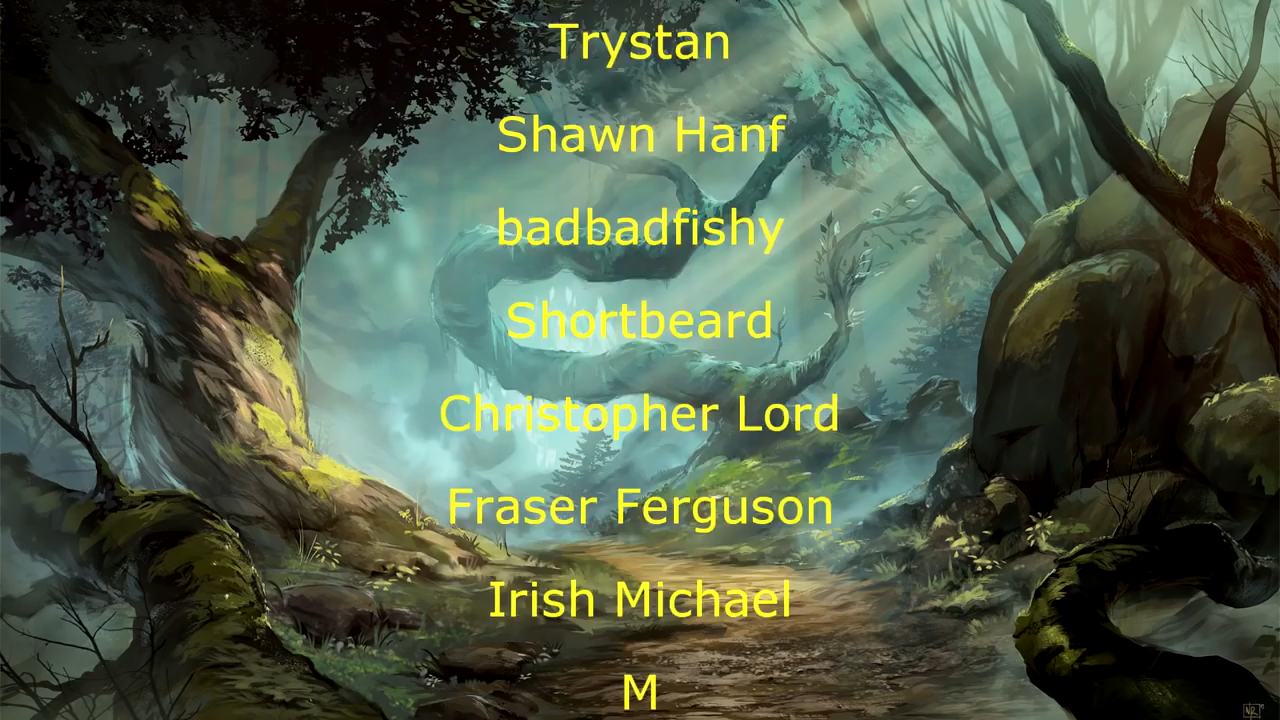 Trystan
Shawn Hanf
badbadfishy
Shortbeard
Christopher Lord
Fraser Ferguson
Irish Michael
M